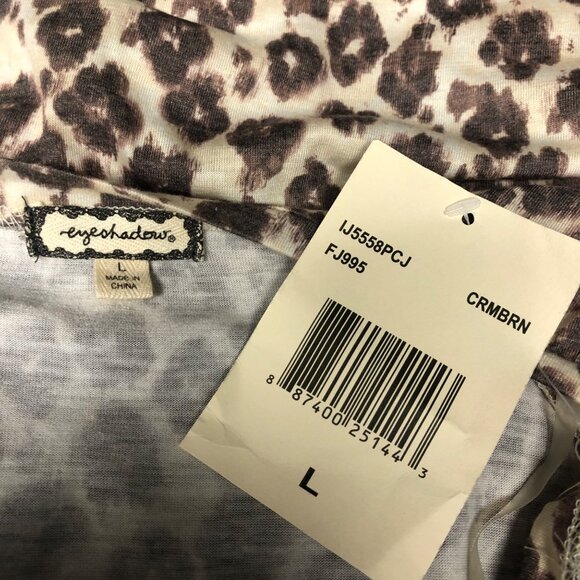 eyeshadow®
L
MADE IN
CHINA
IJ5558PCJ
FJ995
CRMBRN
8 87400 25144 3
L